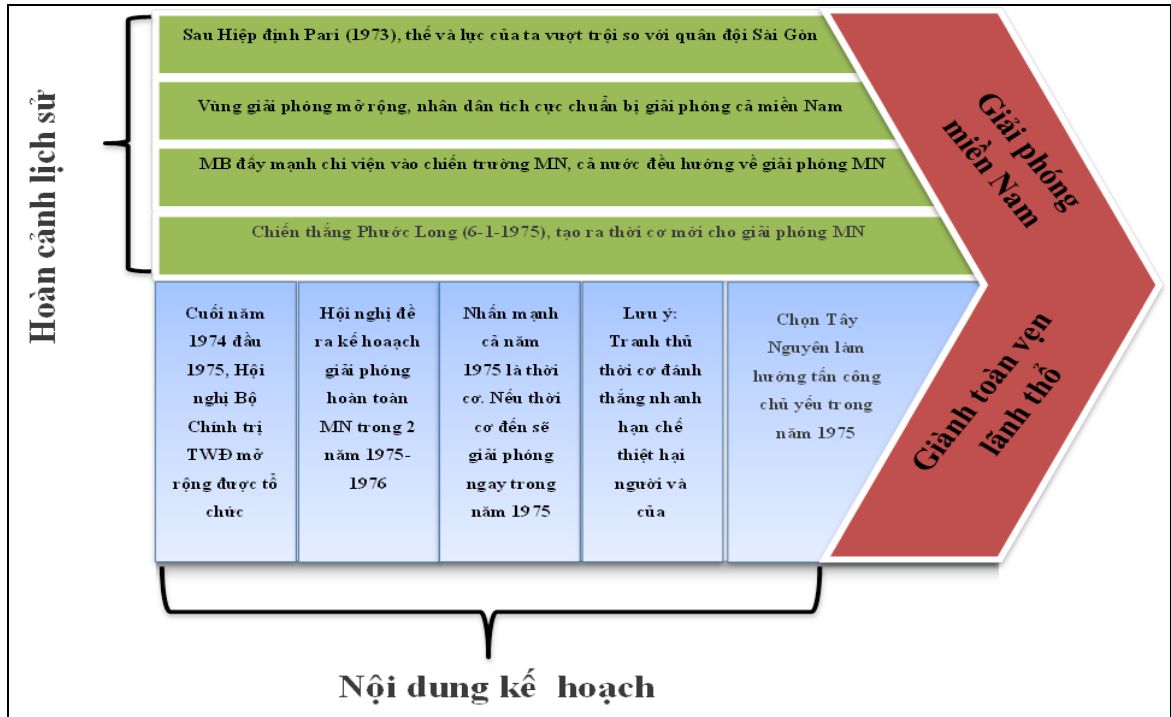 Hoàn cảnh lịch sử
Sau Hiệp định Pari (1973), thế và lực của ta vượt trội so với quân đội Sài Gòn
Vùng giải phóng mở rộng, nhân dân tích cực chuẩn bị giải phóng cả miền Nam
MB đẩy mạnh chi viện vào chiến trường MN, cả nước đều hướng về giải phóng MN
Chiến thắng Phước Long (6-1-1975), tạo ra thời cơ mới cho giải phóng MN
Giải phóng
miền Nam
Giành toàn vẹn
lãnh thổ
Cuối năm
1974 đầu
1975, Hội
nghị Bộ
Chính trị
TWĐ mở
rộng được tổ
chức
Hội nghị đề
ra kế hoaạch
giải phóng
hoàn toàn
MN trong 2
năm 1975-
1976
Nhấn mạnh
cả năm
1975 là thời
cơ. Nếu thời
cơ đến sẽ
giải phóng
ngay trong
năm 1975
Lưu ý:
Tranh thủ
thời cơ đánh
thắng nhanh
hạn chế
thiệt hại
người và
của
Chọn Tây
Nguyên làm
hướng tấn công
chủ yếu trong
năm 1975
Nội dung kế hoạch